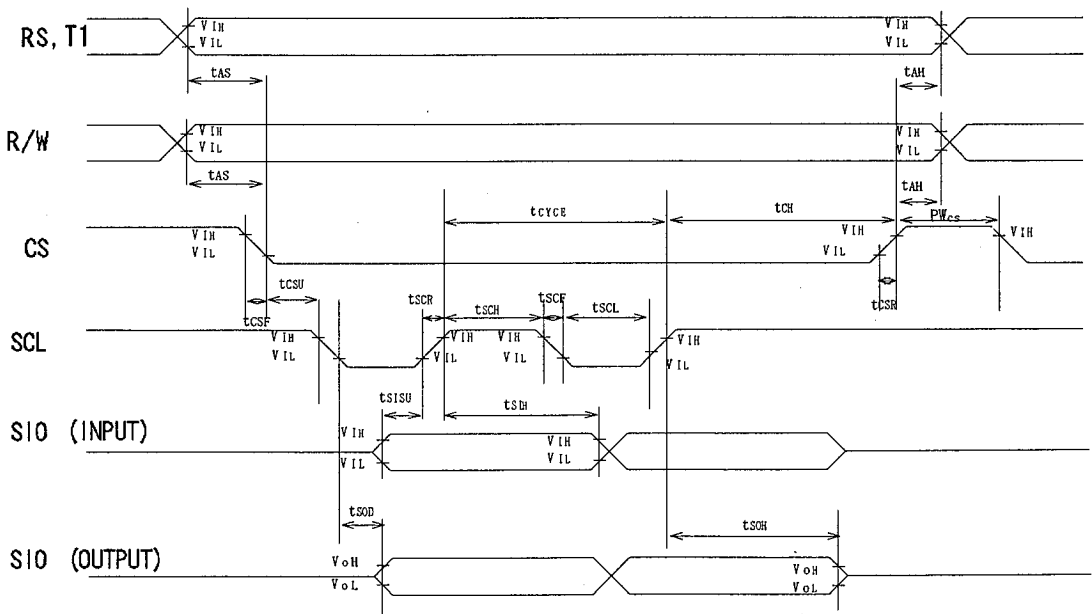 RS, T1
VIH
VIL
VIH
VIL
tAS
tAH
R/W
VIH
VIL
VIH
VIL
tAS
tAH
CS
VIH
VIL
tCYCE
tCH
PWCS
VIH
VIL
VIH
tCSF
tCSU
tCSR
SCL
VIH
VIL
tSCR
tSCH
tSCF
tSCL
VIH
VIH
VIL
VIL
VIH
VIL
SIO (INPUT)
tSISU
tSIH
VIH
VIL
VIH
VIL
SIO (OUTPUT)
tSOD
tSOH
VOH
VOL
VOH
VOL